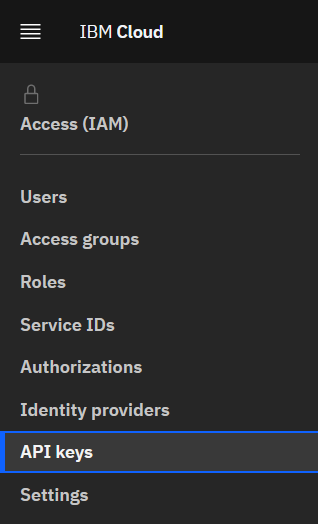 IBM Cloud
Access (IAM)
Users
Access groups
Roles
Service IDs
Authorizations
Identity providers
API keys
Settings